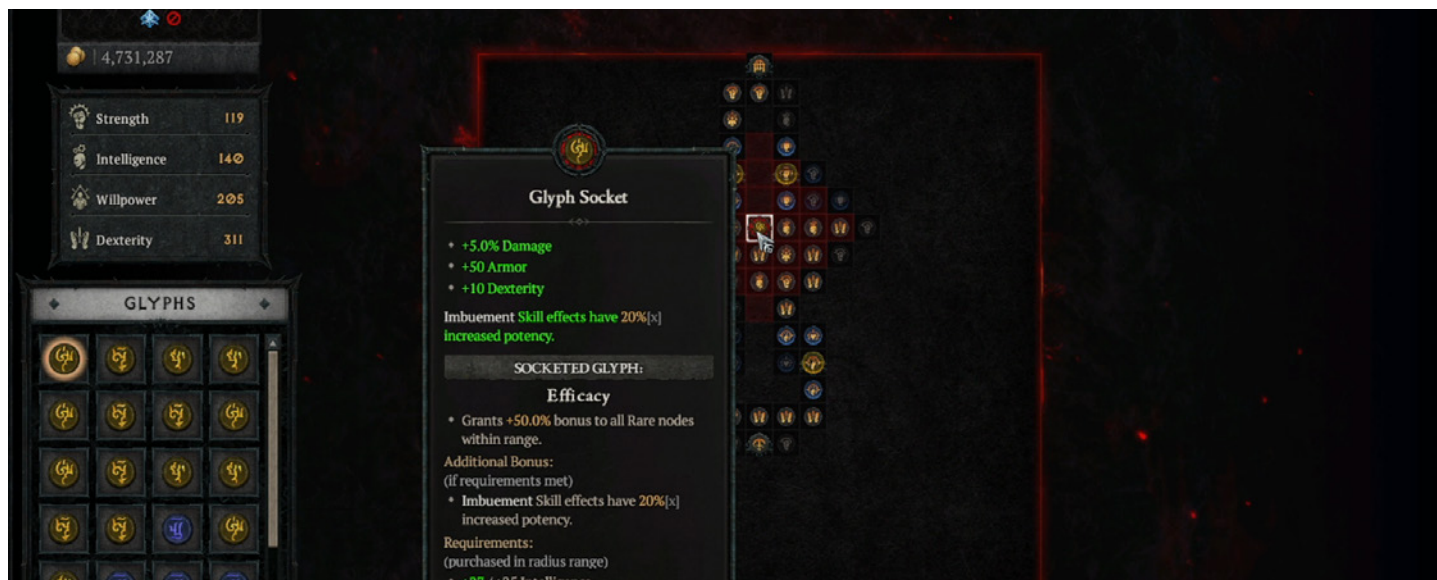 4,731,287
Strength 119
Intelligence 140
Willpower 205
Dexterity 311
GLYPHS
Glyph Socket
+5.0% Damage
+50 Armor
+10 Dexterity
Imbuement Skill effects have 20%[x]
increased potency.
SOCKETED GLYPH:
Efficacy
Grants +50.0% bonus to all Rare nodes
within range.
Additional Bonus:
(if requirements met)
Imbuement Skill effects have 20%[x]
increased potency.
Requirements:
(purchased in radius range)